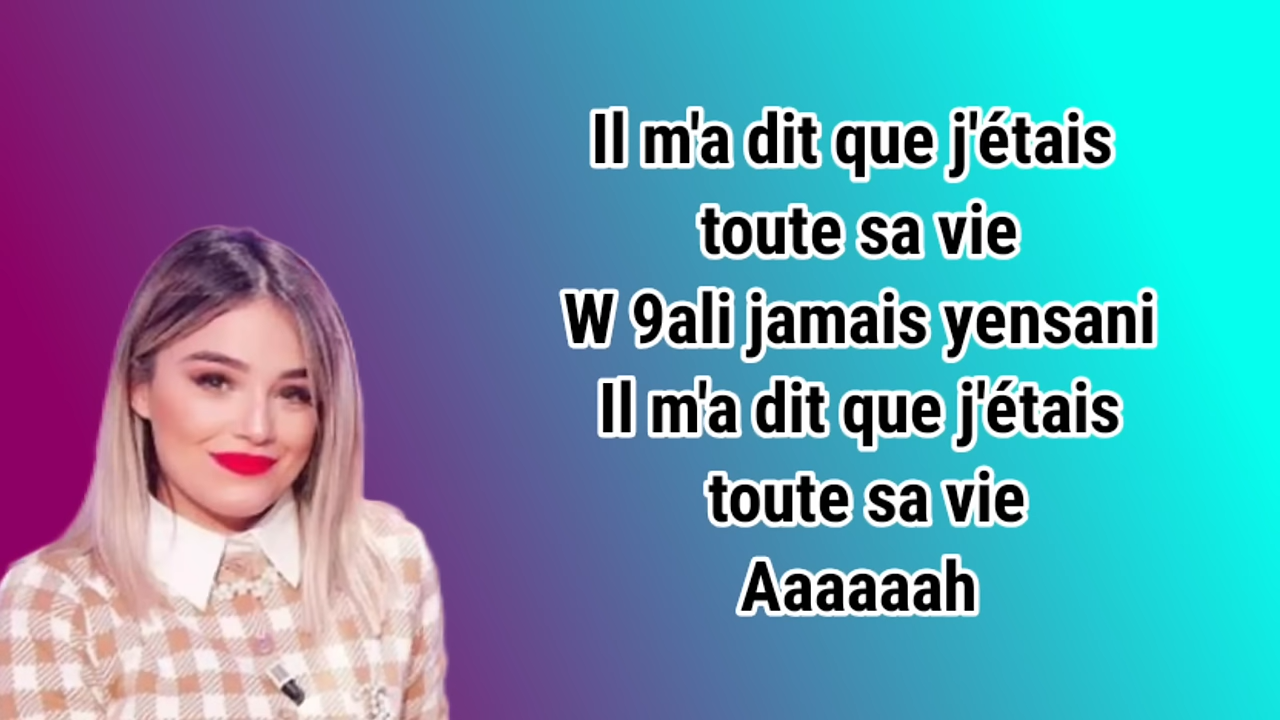 Il m'a dit que j'étais
toute sa vie
W 9ali jamais yensani
Il m'a dit que j'étais
toute sa vie
Aaaaaah